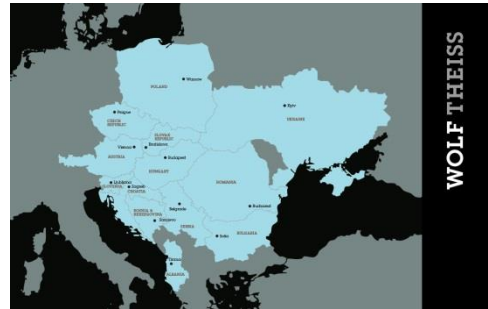 WOLF THEISS
POLAND
Warsaw
Prague
CZECH
REPUBLIC
Kyiv
UKRAINE
SLOVAK
REPUBLIC
Bratislava
Vienna
AUSTRIA
Budapest
HUNGARY
ROMANIA
Ljubljana
SLOVENIA
Zagreb
CROATIA
Belgrade
Bucharest
BOSNIA &
HERZEGOVINA
Sarajevo
SERBIA
Sofia
BULGARIA
Tirana
ALBANIA